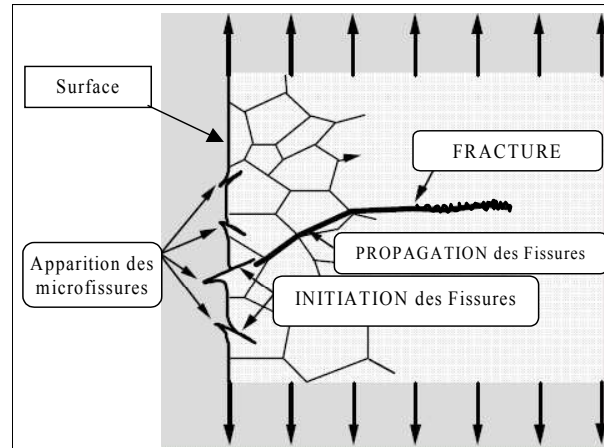 Surface
FRACTURE
PROPAGATION des Fissures
Apparition des
microfissures
INITIATION des Fissures